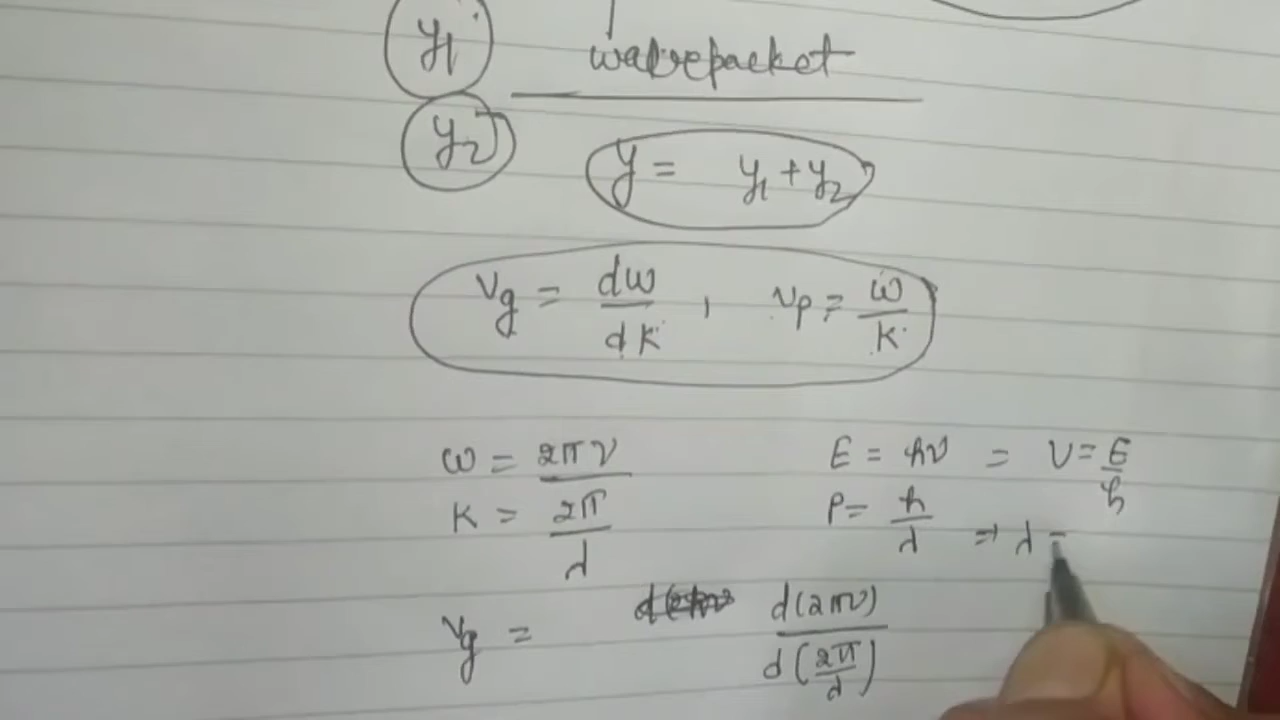 y₁ wavepacket
y₂
y = y₁ + y₂
Vg = dω/dk , Vp = ω/k
ω = 2πν E = hν = ν = E/h
K = 2π/λ P = h/λ ⇒ λ =
Vg = d(2πν)/d(2π/λ)